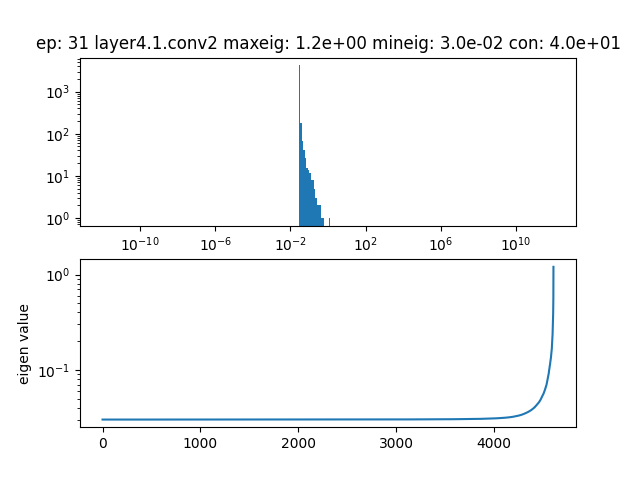 ep: 31 layer4.1.conv2 maxeig: 1.2e+00 mineig: 3.0e-02 con: 4.0e+01
10³
10²
10¹
10⁰
10⁻¹⁰ 10⁻⁶ 10⁻² 10² 10⁶ 10¹⁰
10⁰
10⁻¹
eigen value
0 1000 2000 3000 4000